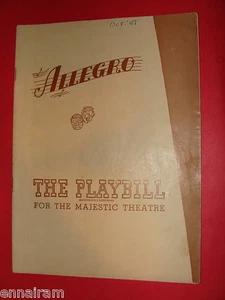 Oct. '47
ALLEGRO
THE PLAYBILL
FOR THE MAJESTIC THEATRE
ennairam